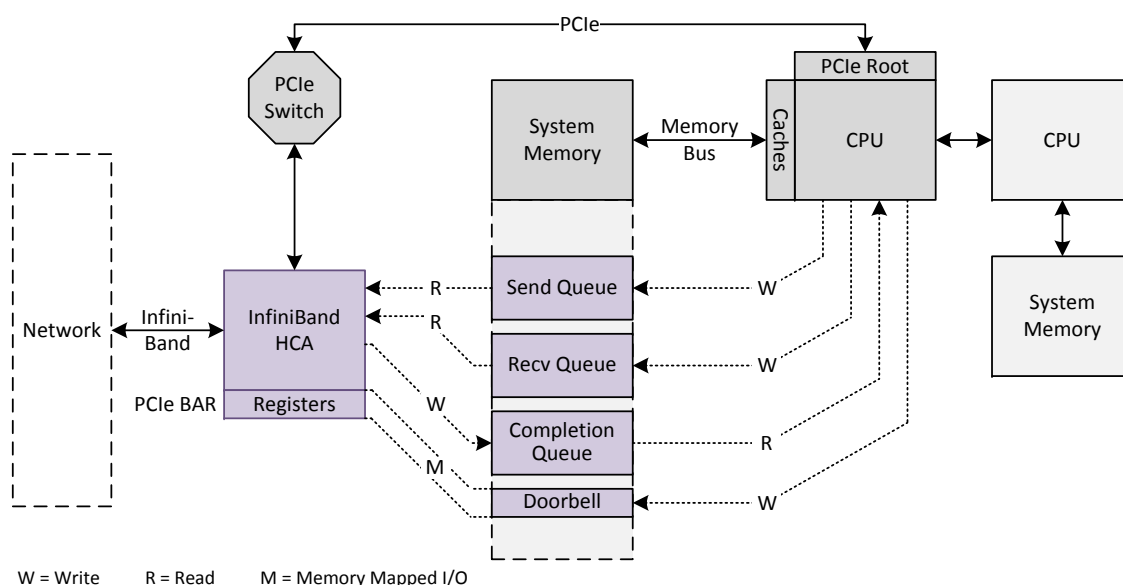 PCIe
PCIe Root
PCIe
Switch
System
Memory
Memory
Bus
Caches
CPU
CPU
Send Queue
R
W
InfiniBand
HCA
Network
Infini-
Band
R
Recv Queue
W
System
Memory
PCIe BAR
Registers
W
Completion
Queue
R
M
Doorbell
W
W = Write
R = Read
M = Memory Mapped I/O